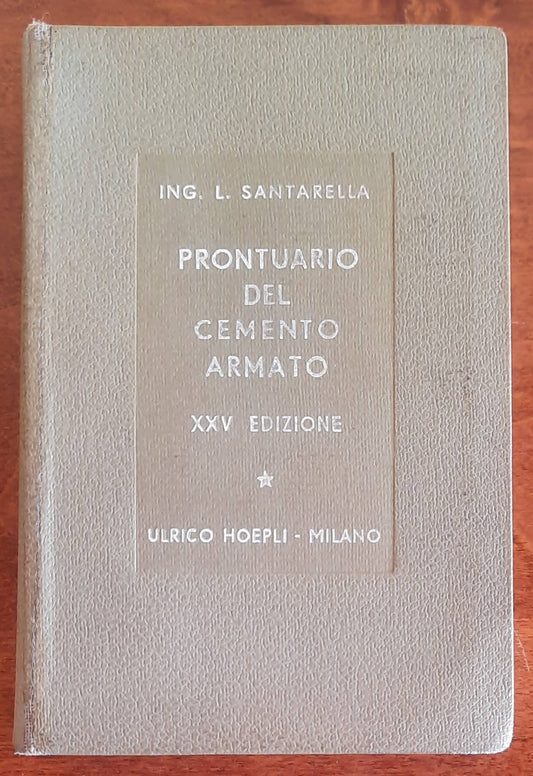 ING. L. SANTARELLA
PRONTUARIO
DEL
CEMENTO
ARMATO
XXV EDIZIONE
ULRICO HOEPLI - MILANO